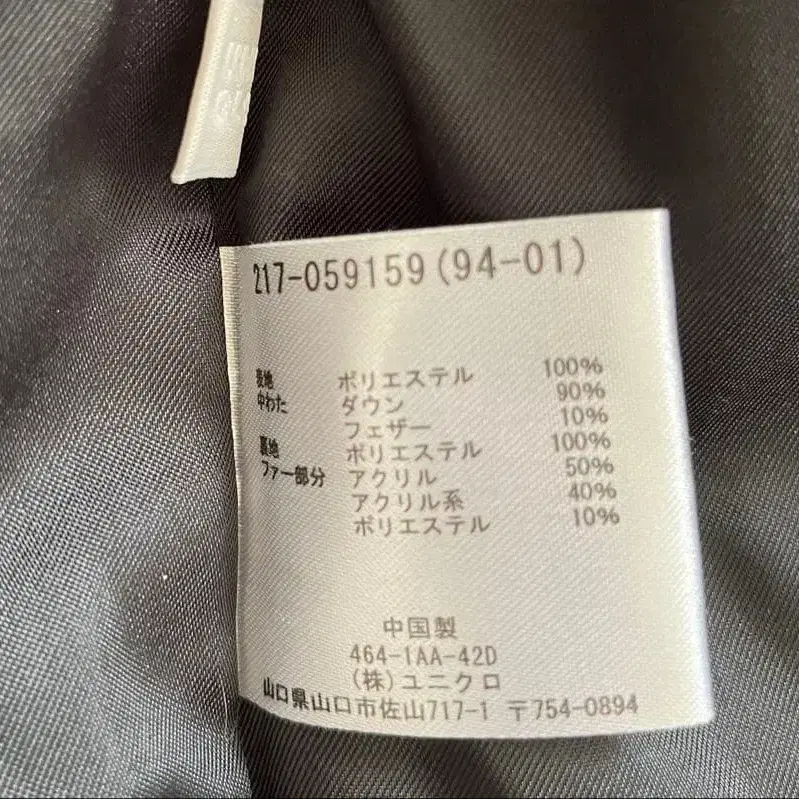 217-059159(94-01)
表地 ポリエステル 100%
中わた ダウン 90%
フェザー 10%
裏地 ポリエステル 100%
ファー部分 アクリル 50%
アクリル系 40%
ポリエステル 10%
中国製
464-1AA-42D
(株)ユニクロ
山口県山口市佐山717-1 〒754-0894